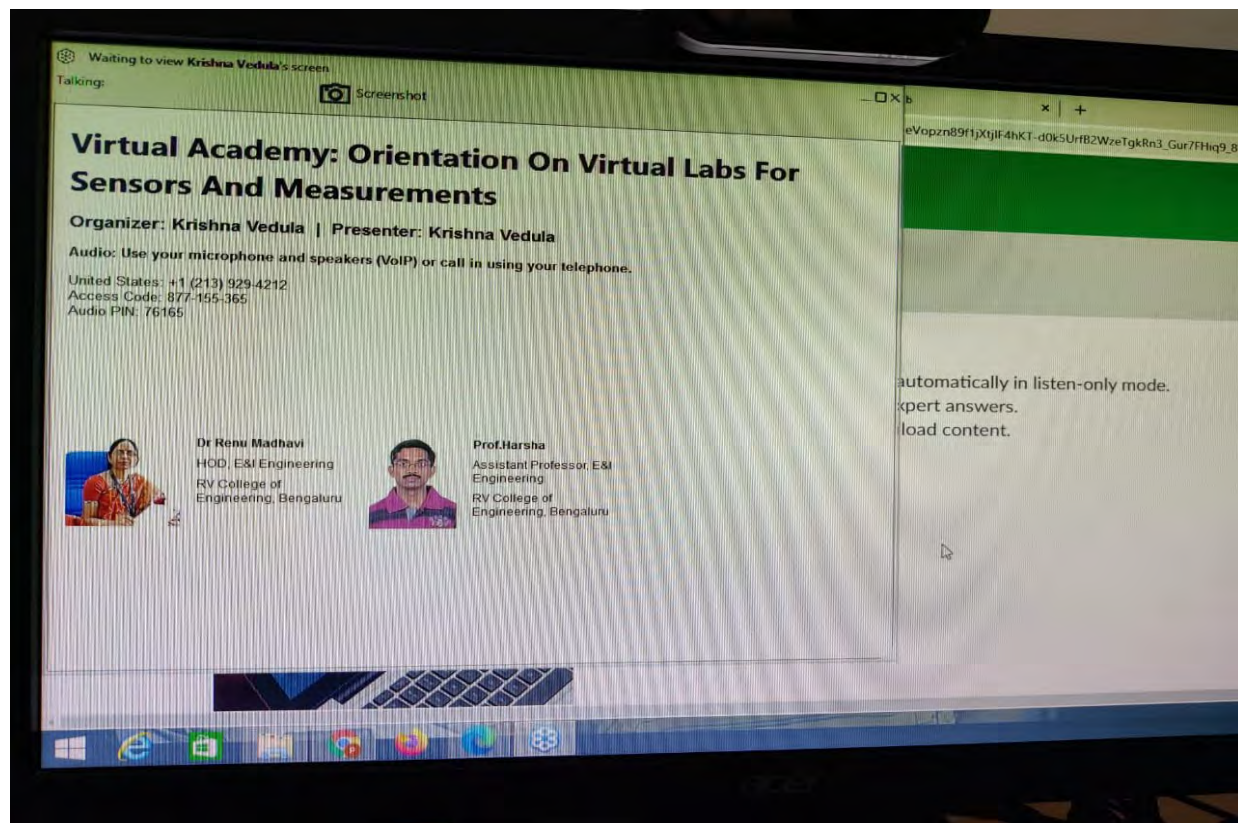 Waiting to view Krishna Vedula's screen
Talking:
Screenshot
Virtual Academy: Orientation On Virtual Labs For
Sensors And Measurements
Organizer: Krishna Vedula | Presenter: Krishna Vedula
Audio: Use your microphone and speakers (VoIP) or call in using your telephone.
United States: +1 (213) 929-4212
Access Code: 877-155-365
Audio PIN: 76165
Dr Renu Madhavi
HOD, E&I Engineering
RV College of
Engineering, Bengaluru
Prof.Harsha
Assistant Professor, E&I
Engineering
RV College of
Engineering, Bengaluru
automatically in listen-only mode.
xpert answers.
load content.
acer